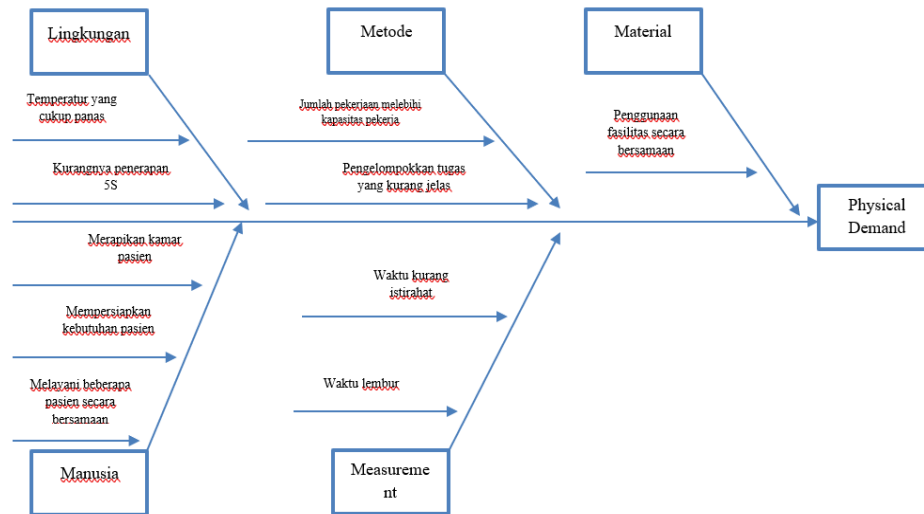 Lingkungan
Metode
Material
Temperatur yang
cukup panas
Jumlah pekerjaan melebihi
kapasitas pekerja
Penggunaan
fasilitas secara
bersamaan
Kurangnya penerapan
5S
Pengelompokkan tugas
yang kurang jelas
Physical
Demand
Merapikan kamar
pasien
Waktu kurang
istirahat
Mempersiapkan
kebutuhan pasien
Melayani beberapa
pasien secara
bersamaan
Waktu lembur
Manusia
Measureme
nt